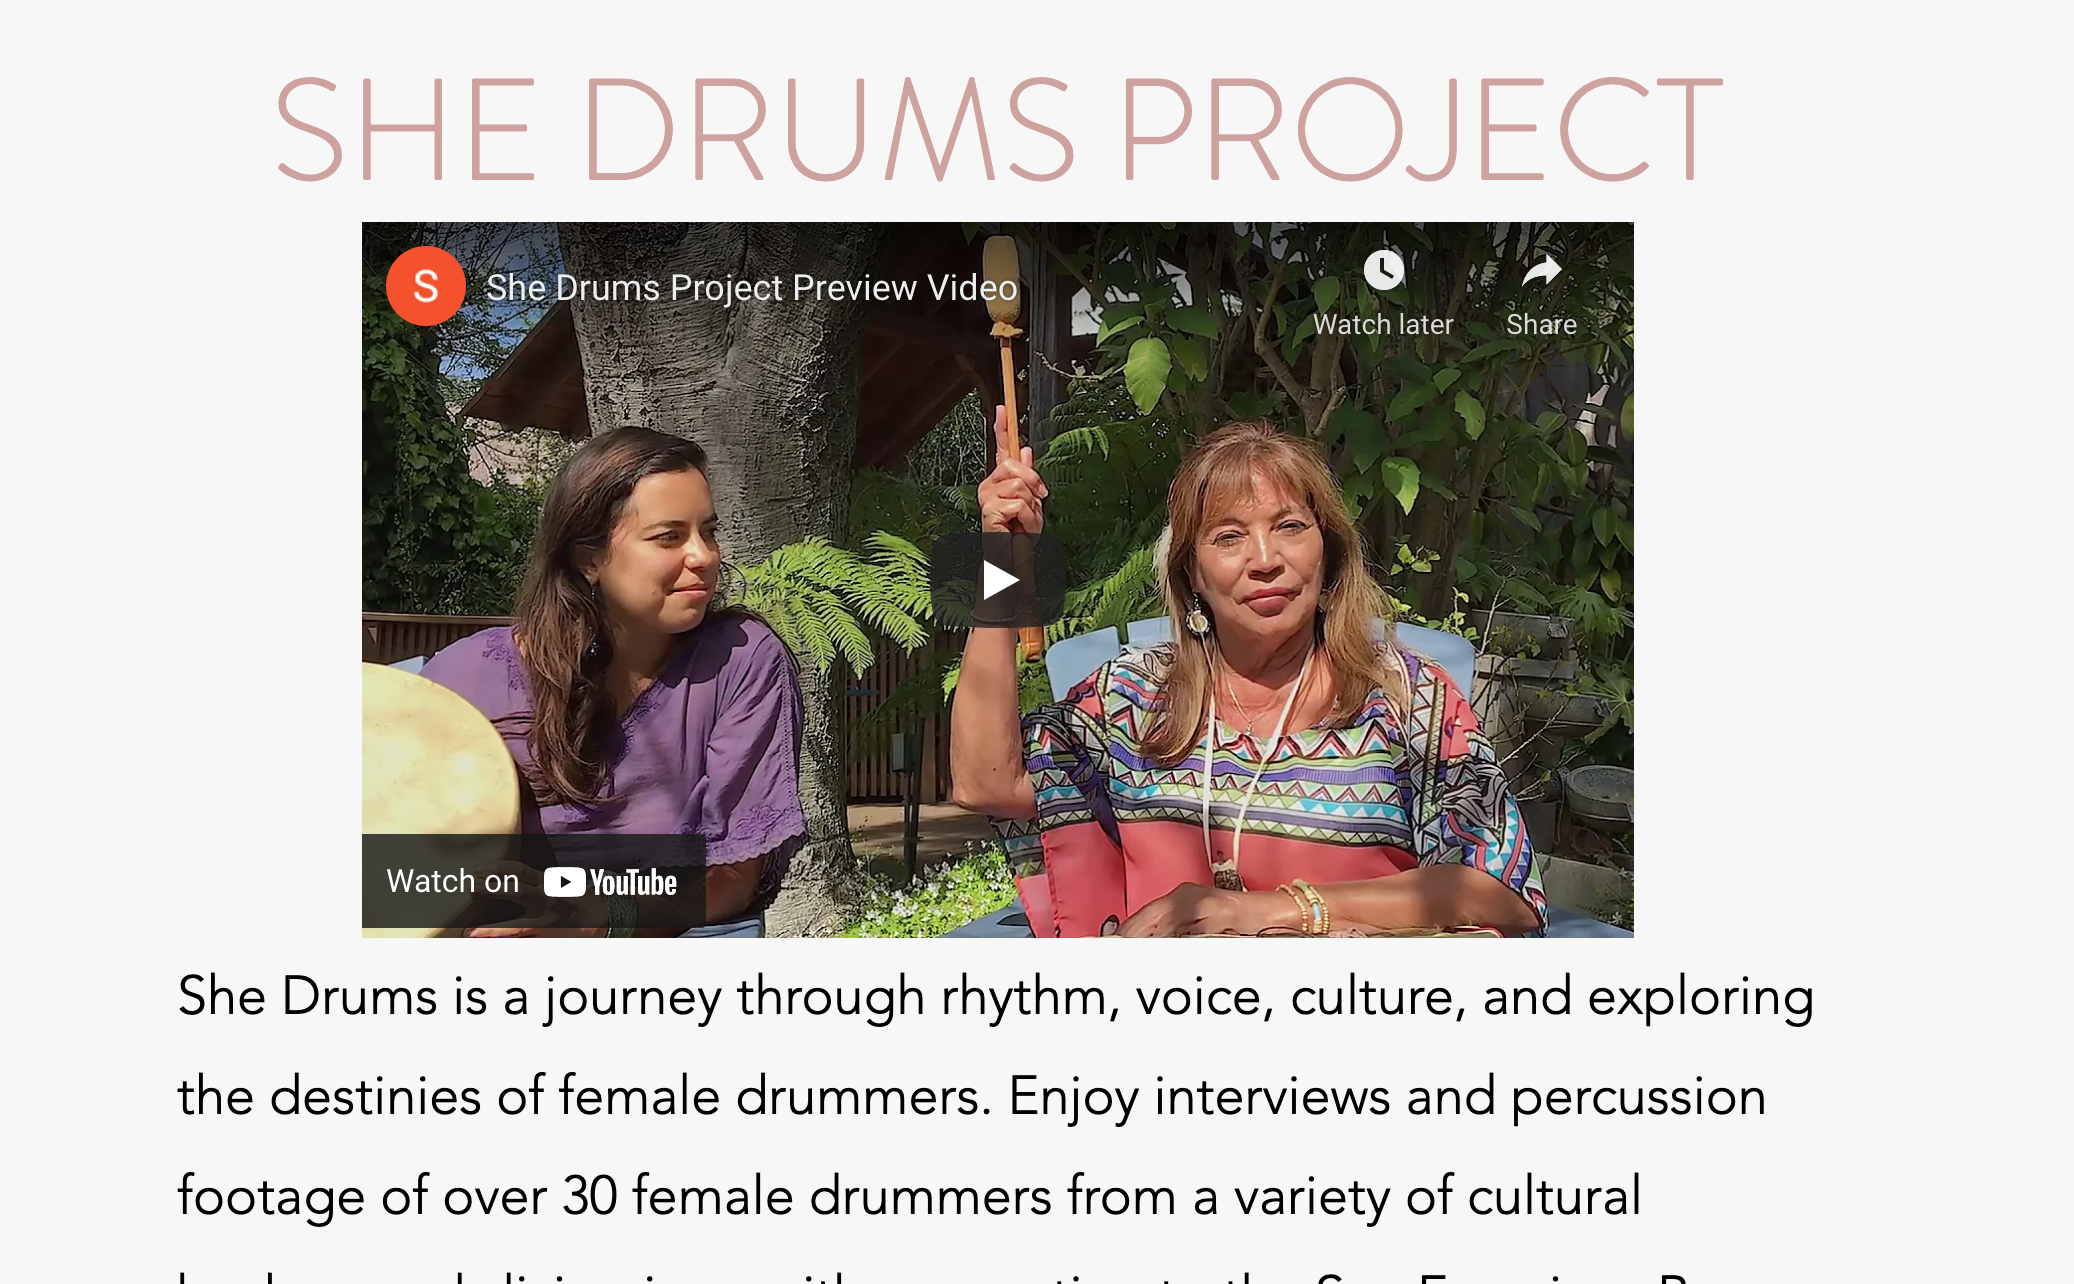 SHE DRUMS PROJECT
S
She Drums Project Preview Video
Watch later
Share
Watch on YouTube
She Drums is a journey through rhythm, voice, culture, and exploring
the destinies of female drummers. Enjoy interviews and percussion
footage of over 30 female drummers from a variety of cultural